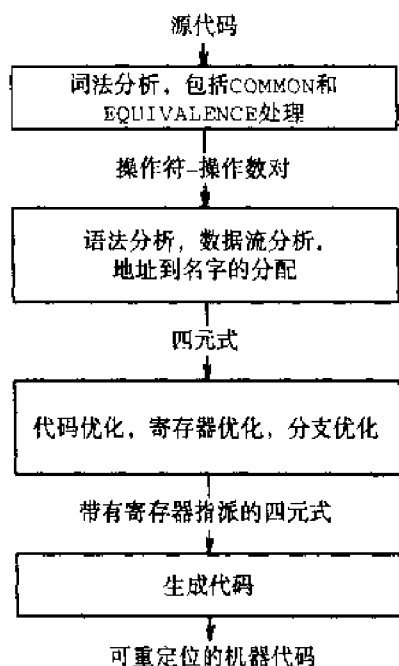 源代码
词法分析，包括COMMON和
EQUIVALENCE处理
操作符-操作数对
语法分析，数据流分析，
地址到名字的分配
四元式
代码优化，寄存器优化，分支优化
带有寄存器指派的四元式
生成代码
可重定位的机器代码